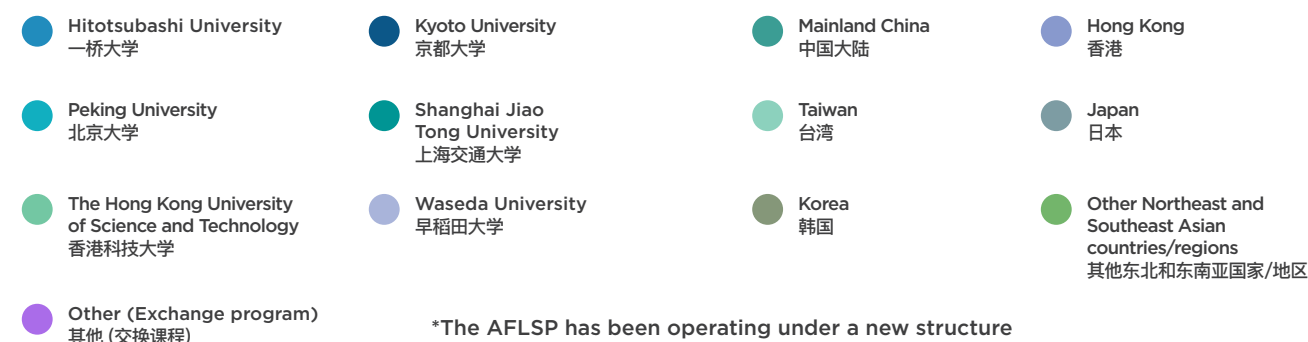 Hitotsubashi University
一桥大学
Kyoto University
京都大学
Mainland China
中国大陆
Hong Kong
香港
Peking University
北京大学
Shanghai Jiao
Tong University
上海交通大学
Taiwan
台湾
Japan
日本
The Hong Kong University
of Science and Technology
香港科技大学
Waseda University
早稻田大学
Korea
韩国
Other Northeast and
Southeast Asian
countries/regions
其他东北和东南亚国家/地区
Other (Exchange program)
其他 (交换课程)
*The AFLSP has been operating under a new structure